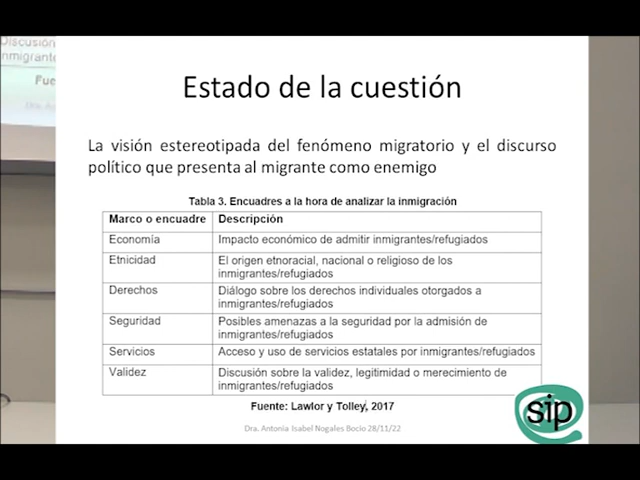 Discusión
inmigrante
Fue
Estado de la cuestión
La visión estereotipada del fenómeno migratorio y el discurso
político que presenta al migrante como enemigo
Tabla 3. Encuadres a la hora de analizar la inmigración
Marco o encuadre Descripción
Economía Impacto económico de admitir inmigrantes/refugiados
Etnicidad El origen etnoracial, nacional o religioso de los
inmigrantes/refugiados
Derechos Diálogo sobre los derechos individuales otorgados a
inmigrantes/refugiados
Seguridad Posibles amenazas a la seguridad por la admisión de
inmigrantes/refugiados
Servicios Acceso y uso de servicios estatales por inmigrantes/refugiados
Validez Discusión sobre la validez, legitimidad o merecimiento de
inmigrantes/refugiados
Fuente: Lawlor y Tolley, 2017
Dra. Antonia Isabel Nogales Bocio 28/11/22
sip